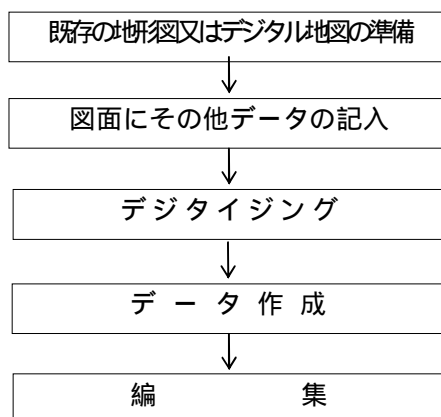 既存の地形図又はデジタル地図の準備
図面にその他データの記入
デジタイジング
データ作成
編集